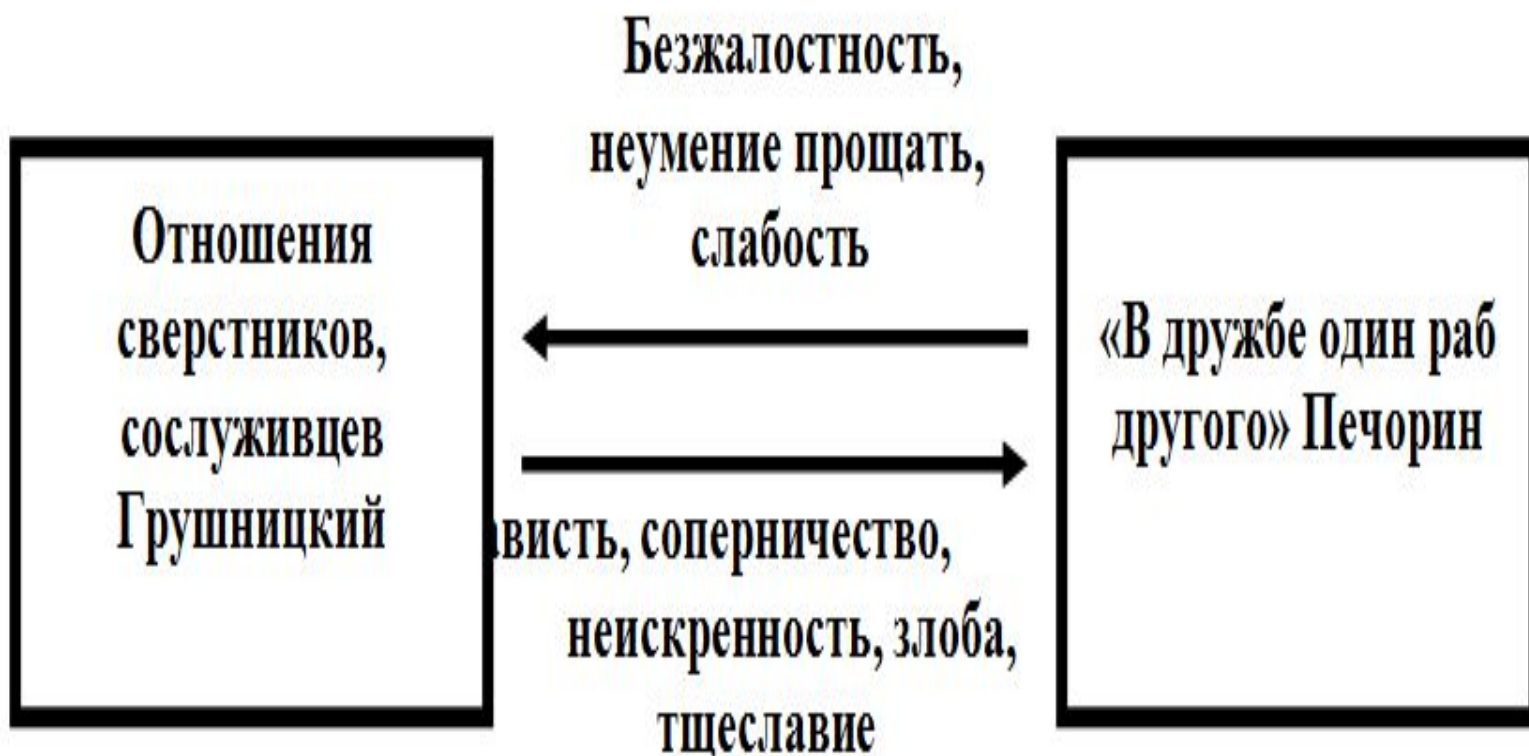 Безжалостность,
неумение прощать,
слабость
Отношения
сверстников,
сослуживцев
Грушницкий
«В дружбе один раб
другого» Печорин
соперничество,
неискренность, злоба,
тщеславие